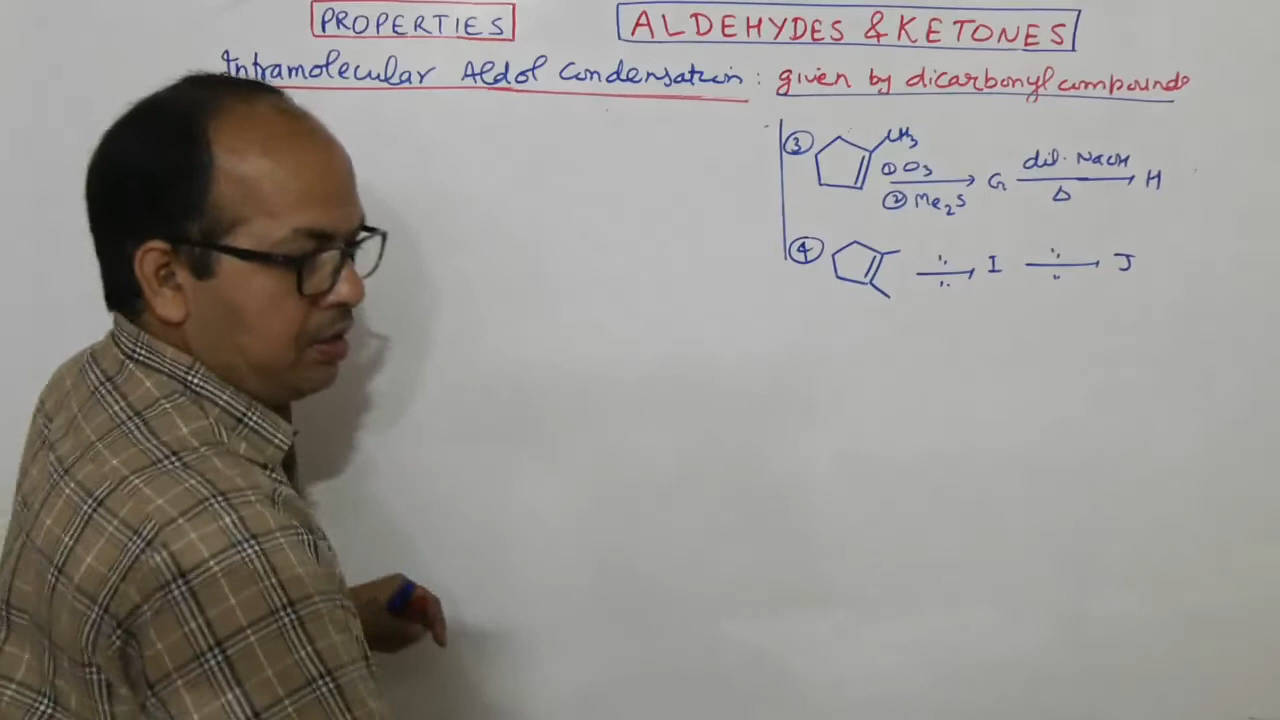 PROPERTIES
ALDEHYDES & KETONES
Intramolecular Aldol Condensation : given by dicarbonyl compounds
③ CH3 ① O3 ② Me2S G dil. NaOH Δ H
④ I J